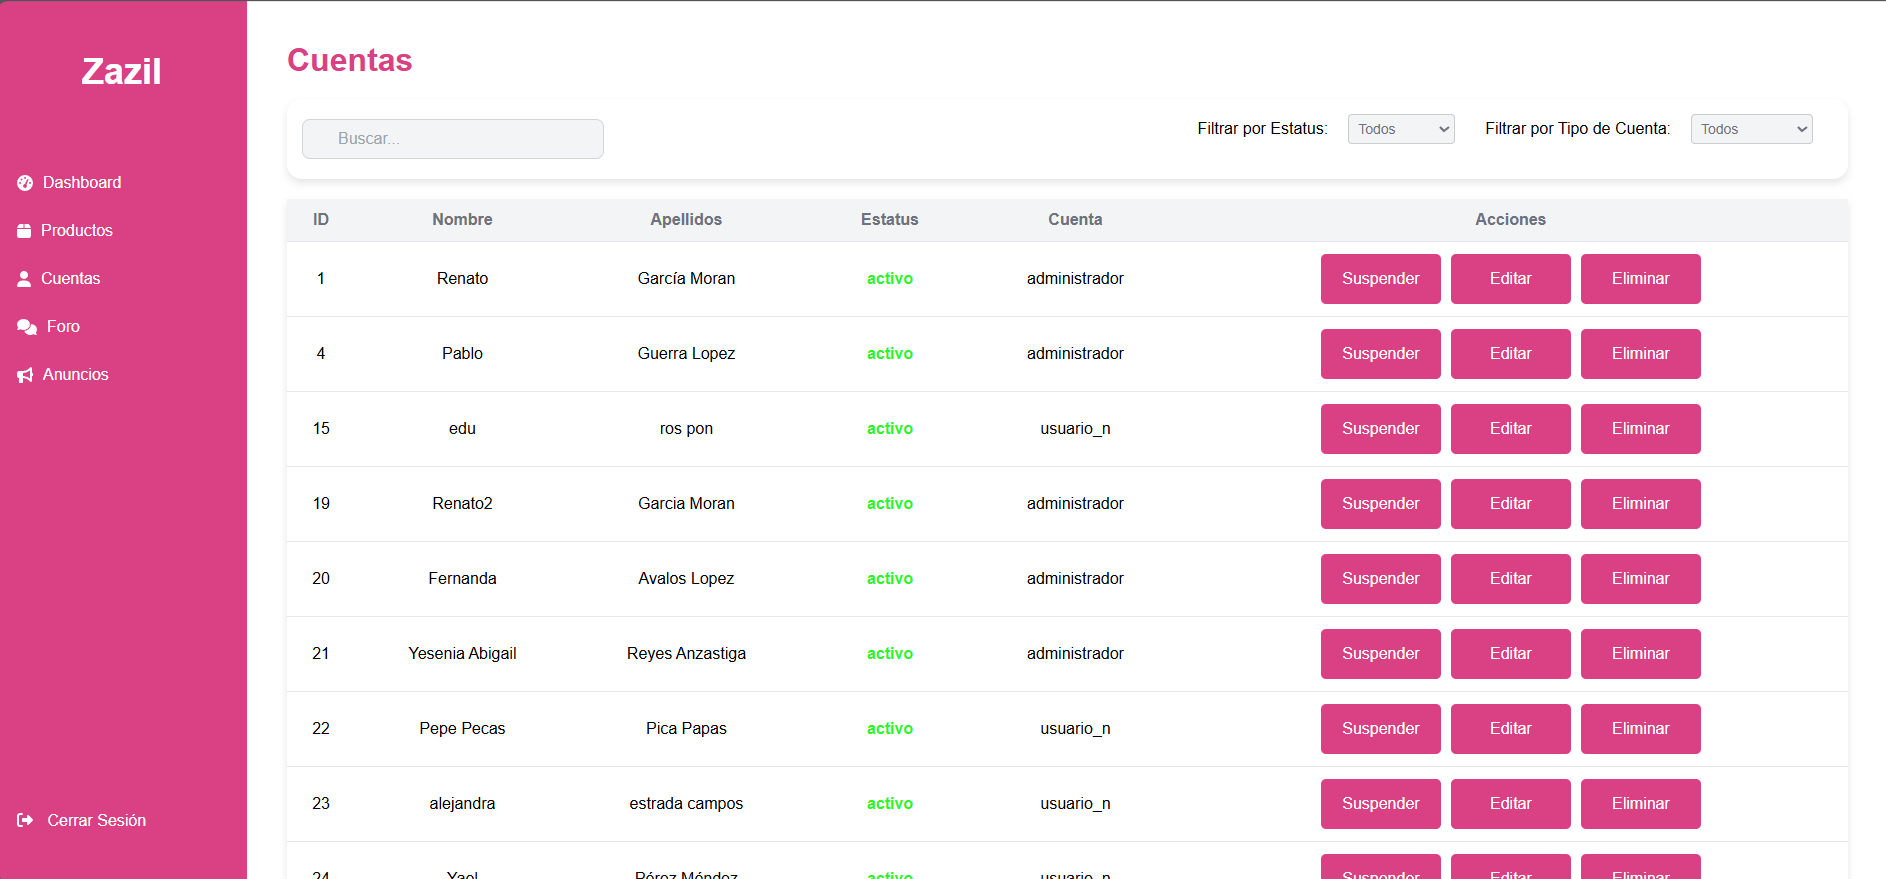 Zazil
Dashboard
Productos
Cuentas
Foro
Anuncios
Cerrar Sesión
Cuentas
Buscar... Filtrar por Estatus: Todos Filtrar por Tipo de Cuenta: Todos
ID Nombre Apellidos Estatus Cuenta Acciones
1 Renato García Moran activo administrador Suspender Editar Eliminar
4 Pablo Guerra Lopez activo administrador Suspender Editar Eliminar
15 edu ros pon activo usuario_n Suspender Editar Eliminar
19 Renato2 Garcia Moran activo administrador Suspender Editar Eliminar
20 Fernanda Avalos Lopez activo administrador Suspender Editar Eliminar
21 Yesenia Abigail Reyes Anzastiga activo administrador Suspender Editar Eliminar
22 Pepe Pecas Pica Papas activo usuario_n Suspender Editar Eliminar
23 alejandra estrada campos activo usuario_n Suspender Editar Eliminar
24 Yael Pérez Méndez activo usuario_n Suspender Editar Eliminar